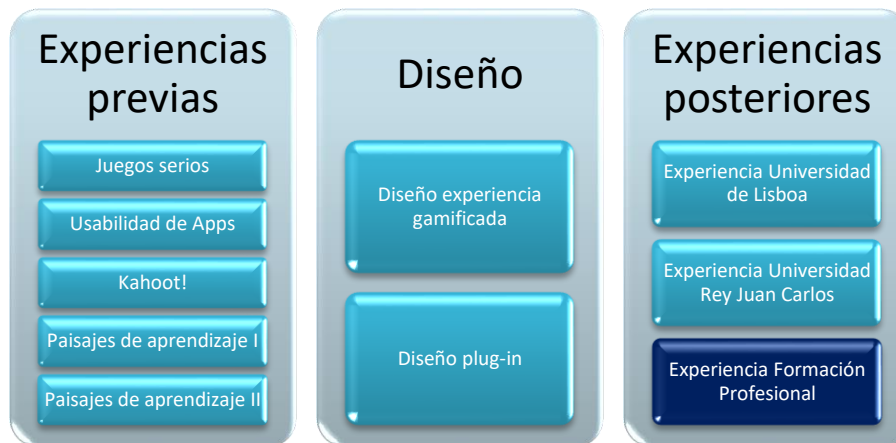 Experiencias
previas
Juegos serios
Usabilidad de Apps
Kahoot!
Paisajes de aprendizaje I
Paisajes de aprendizaje II
Diseño
Diseño experiencia
gamificada
Diseño plug-in
Experiencias
posteriores
Experiencia Universidad
de Lisboa
Experiencia Universidad
Rey Juan Carlos
Experiencia Formación
Profesional